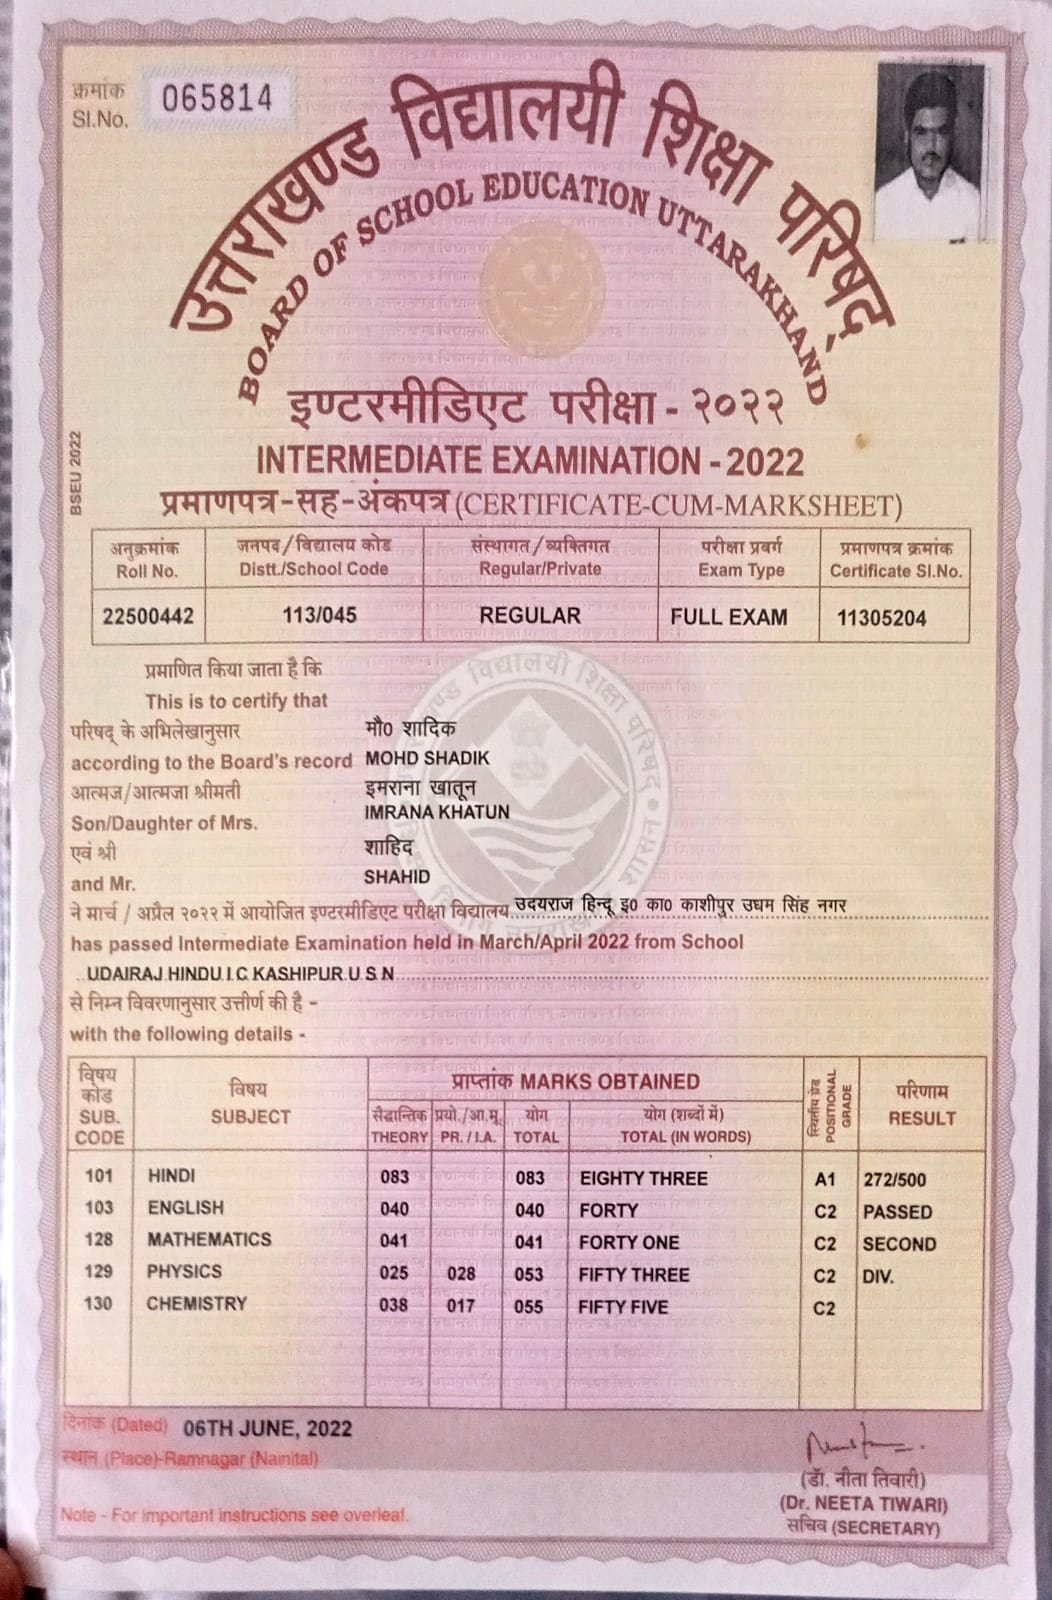 क्रमांक
Sl.No.
065814
उत्तराखण्ड विद्यालयी शिक्षा परिषद्
BOARD OF SCHOOL EDUCATION UTTARAKHAND
इण्टरमीडिएट परीक्षा - २०२२
INTERMEDIATE EXAMINATION - 2022
BSEU 2022
प्रमाणपत्र-सह-अंकपत्र (CERTIFICATE-CUM-MARKSHEET)
अनुक्रमांक जनपद/विद्यालय कोड संस्थागत/व्यक्तिगत परीक्षा प्रवर्ग प्रमाणपत्र क्रमांक
Roll No. Distt./School Code Regular/Private Exam Type Certificate Sl.No.
22500442 113/045 REGULAR FULL EXAM 11305204
प्रमाणित किया जाता है कि
This is to certify that
परिषद् के अभिलेखानुसार मौ0 शादिक
according to the Board's record MOHD SHADIK
आत्मज/आत्मजा श्रीमती इमराना खातून
Son/Daughter of Mrs. IMRANA KHATUN
एवं श्री शाहिद
and Mr. SHAHID
ने मार्च / अप्रैल २०२२ में आयोजित इण्टरमीडिएट परीक्षा विद्यालय उदयराज हिन्दू इ0 का0 काशीपुर उधम सिंह नगर
has passed Intermediate Examination held in March/April 2022 from School
UDAIRAJ HINDU I C KASHIPUR U S N
से निम्न विवरणानुसार उत्तीर्ण की है -
with the following details -
विषय कोड SUB. CODE विषय SUBJECT प्राप्तांक MARKS OBTAINED स्थितीय ग्रेड POSITIONAL GRADE परिणाम RESULT
सैद्धान्तिक प्रयो./आ.मू. योग योग (शब्दों में)
THEORY PR. / I.A. TOTAL TOTAL (IN WORDS)
101 HINDI 083 083 EIGHTY THREE A1 272/500
103 ENGLISH 040 040 FORTY C2 PASSED
128 MATHEMATICS 041 041 FORTY ONE C2 SECOND
129 PHYSICS 025 028 053 FIFTY THREE C2 DIV.
130 CHEMISTRY 038 017 055 FIFTY FIVE C2
दिनांक (Dated) 06TH JUNE, 2022
स्थान (Place)-Ramnagar (Nainital)
(डॉ. नीता तिवारी)
(Dr. NEETA TIWARI)
सचिव (SECRETARY)
Note - For important instructions see overleaf.